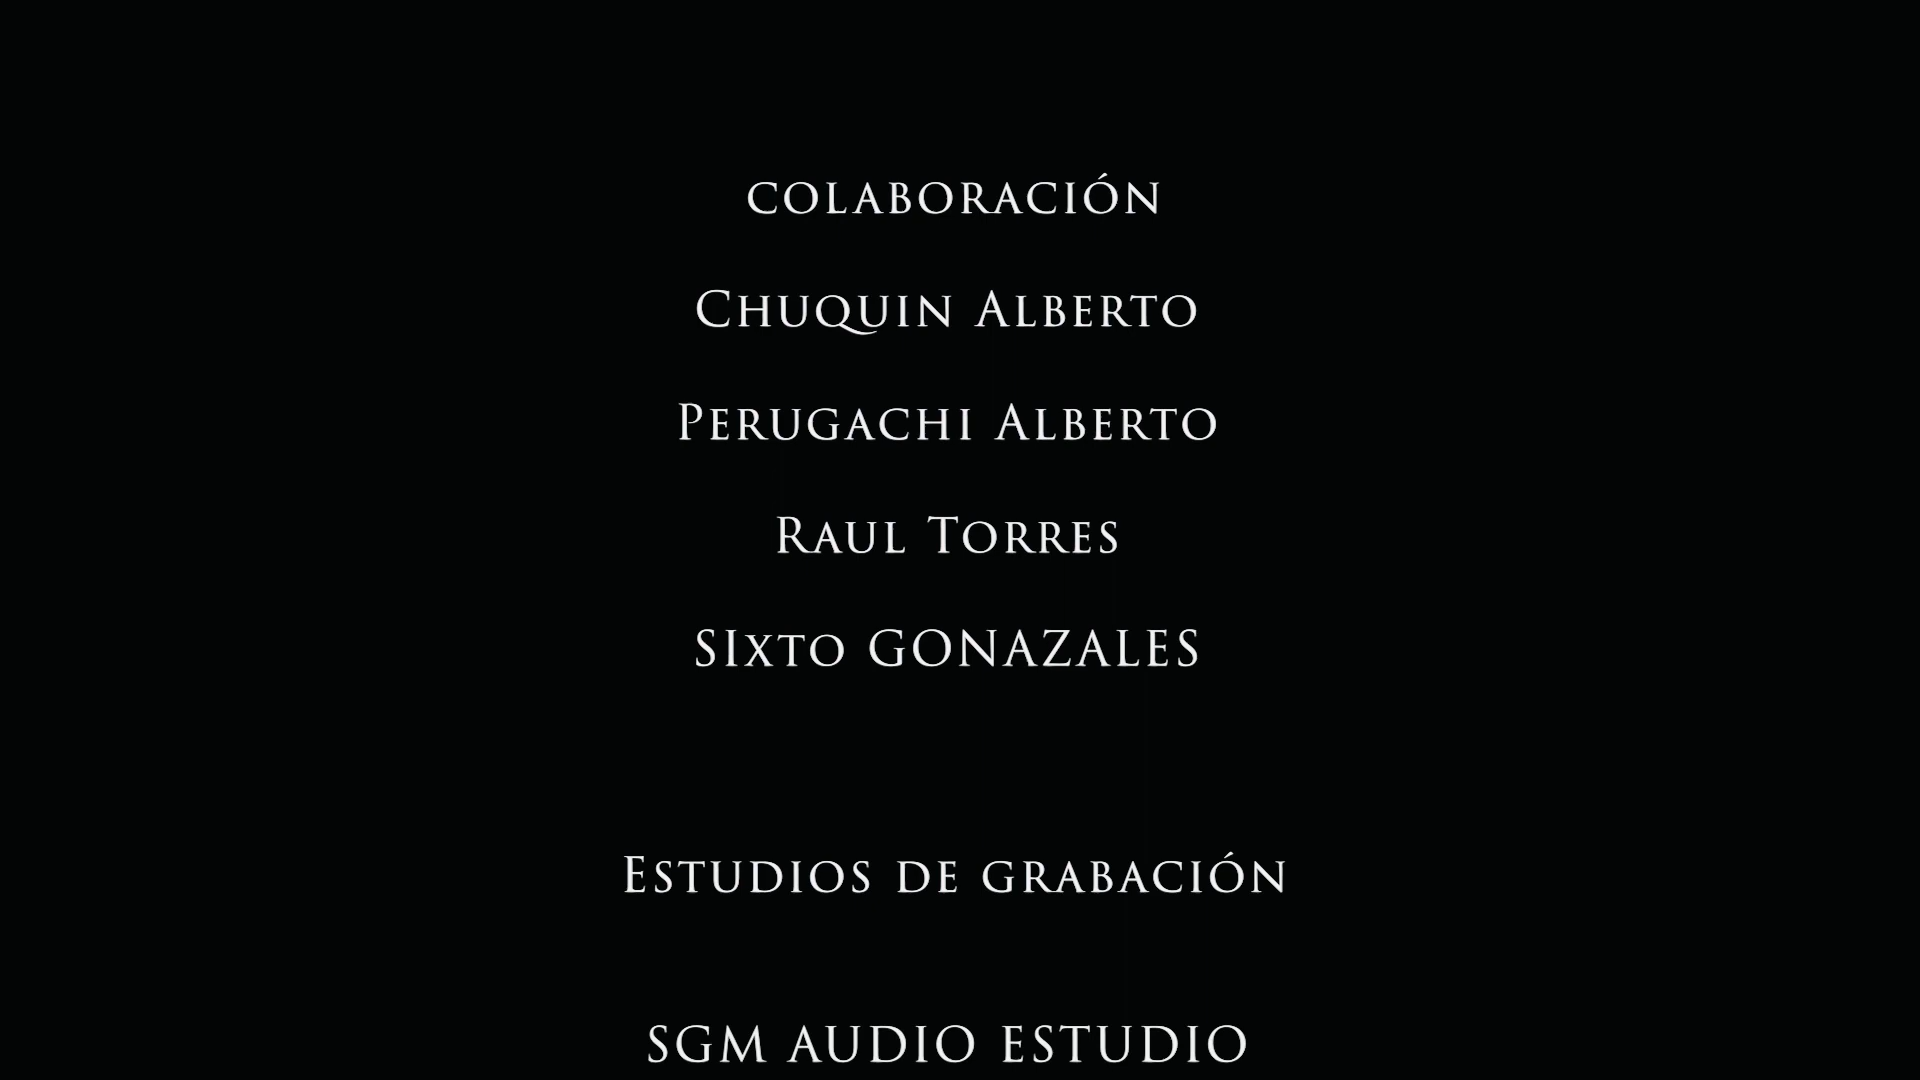 colaboración
Chuquin Alberto
Perugachi Alberto
Raul Torres
SIxto GONAZALES
Estudios de grabación
SGM AUDIO ESTUDIO